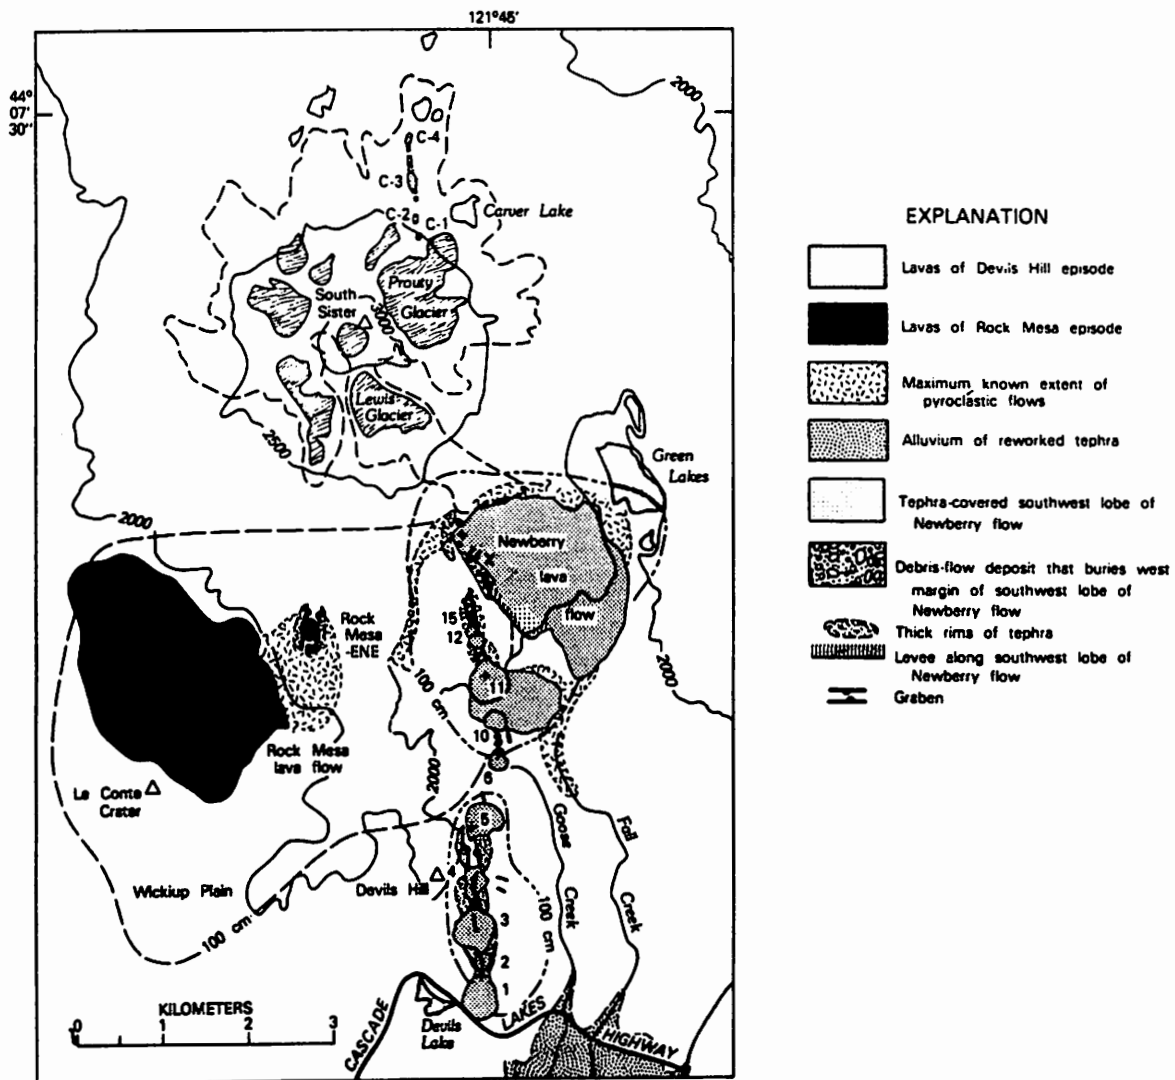 121°45'
44°
07'
30"
2000
C-4
C-3
C-2
C-1
Carver Lake
Prouty
Glacier
South
Sister
3000
Lewis
Glacier
2500
Green
Lakes
2000
Newberry
lava
flow
Rock
Mesa
-ENE
15
12
11
100 cm
2000
10
Rock Mesa
lava flow
6
2000
Le Conte
Crater
5
Goose
Creek
Fall
Creek
Wickiup Plain
Devils Hill
4
3
100 cm
100 cm
2
1
KILOMETERS
0 1 2 3
Devils
Lake
CASCADE
LAKES
HIGHWAY
EXPLANATION
Lavas of Devils Hill episode
Lavas of Rock Mesa episode
Maximum known extent of
pyroclastic flows
Alluvium of reworked tephra
Tephra-covered southwest lobe of
Newberry flow
Debris-flow deposit that buries west
margin of southwest lobe of
Newberry flow
Thick rims of tephra
Levee along southwest lobe of
Newberry flow
Graben